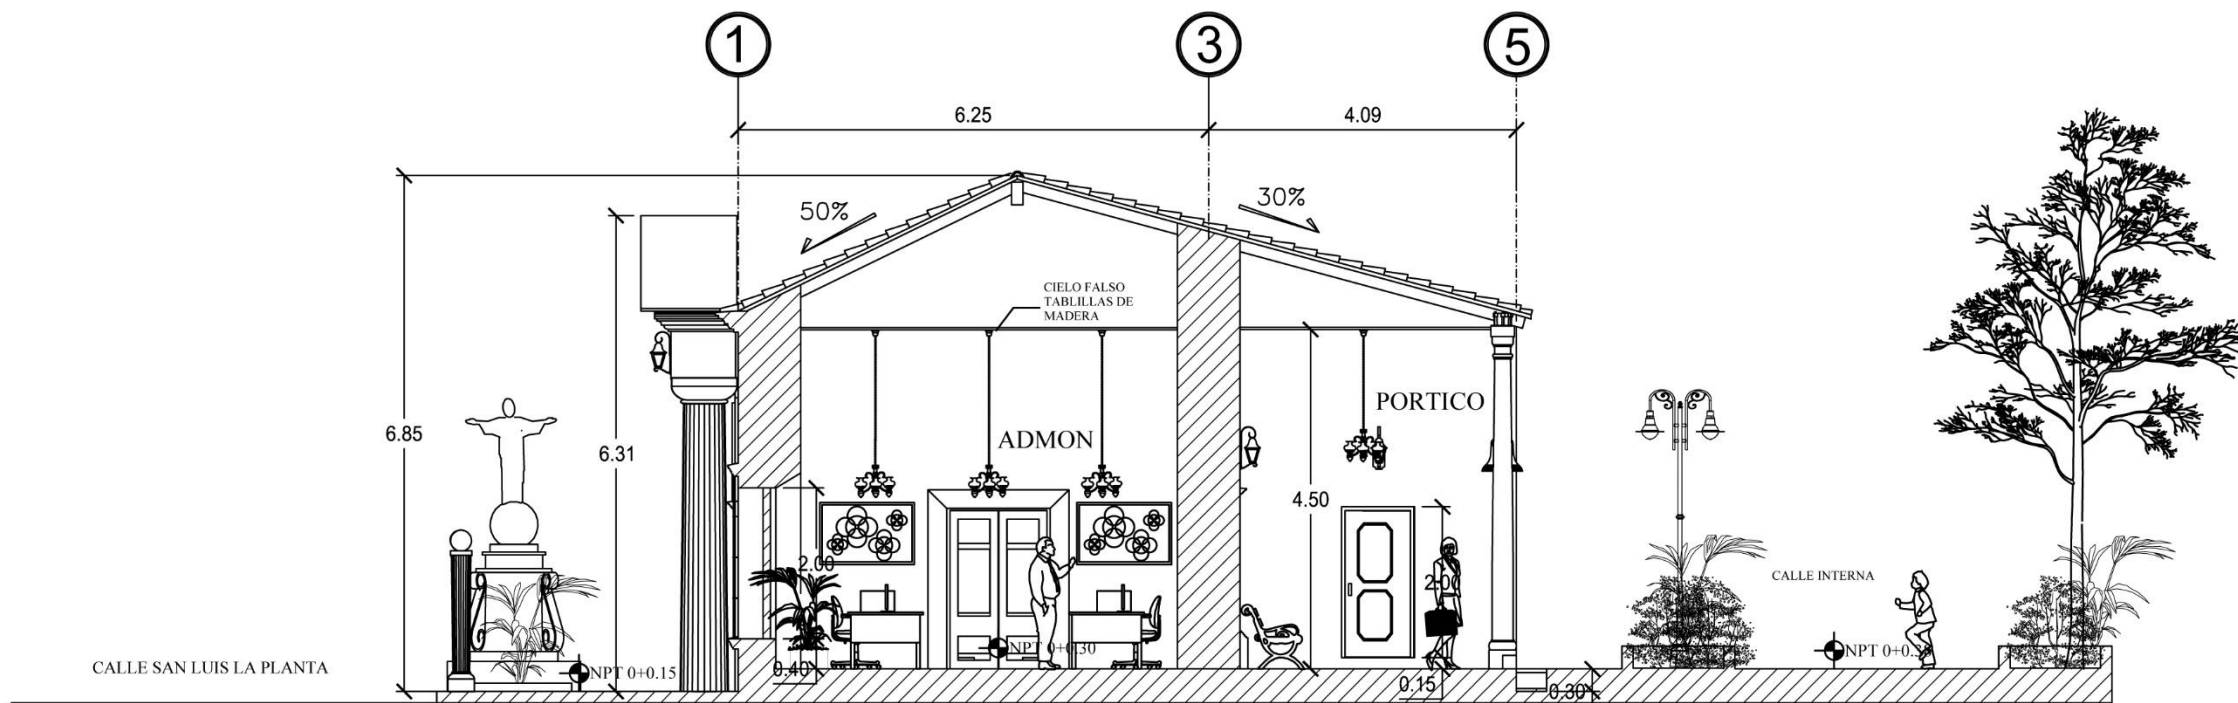 1
3
5
6.25
4.09
50%
30%
CIELO FALSO
TABLILLAS DE
MADERA
PORTICO
6.85
ADMON
6.31
4.50
2.00
2.00
CALLE INTERNA
NPT 0+0.30
CALLE SAN LUIS LA PLANTA
NPT 0+0.15
0.40
0.15
0.30